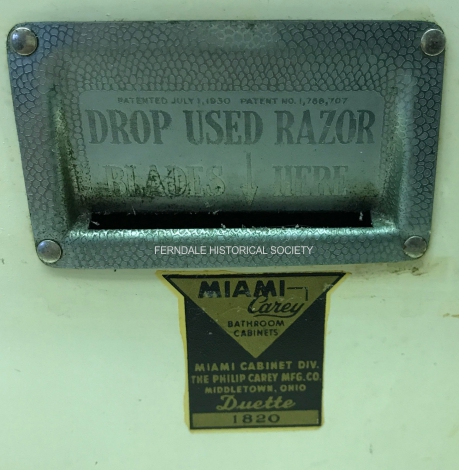 PATENTED JULY 1, 1930 PATENT NO. 1,768,707
DROP USED RAZOR
BLADES ↓ HERE
FERNDALE HISTORICAL SOCIETY
MIAMI-
Carey
BATHROOM
CABINETS
MIAMI CABINET DIV.
THE PHILIP CAREY MFG. CO.
MIDDLETOWN, OHIO
Duette
1820